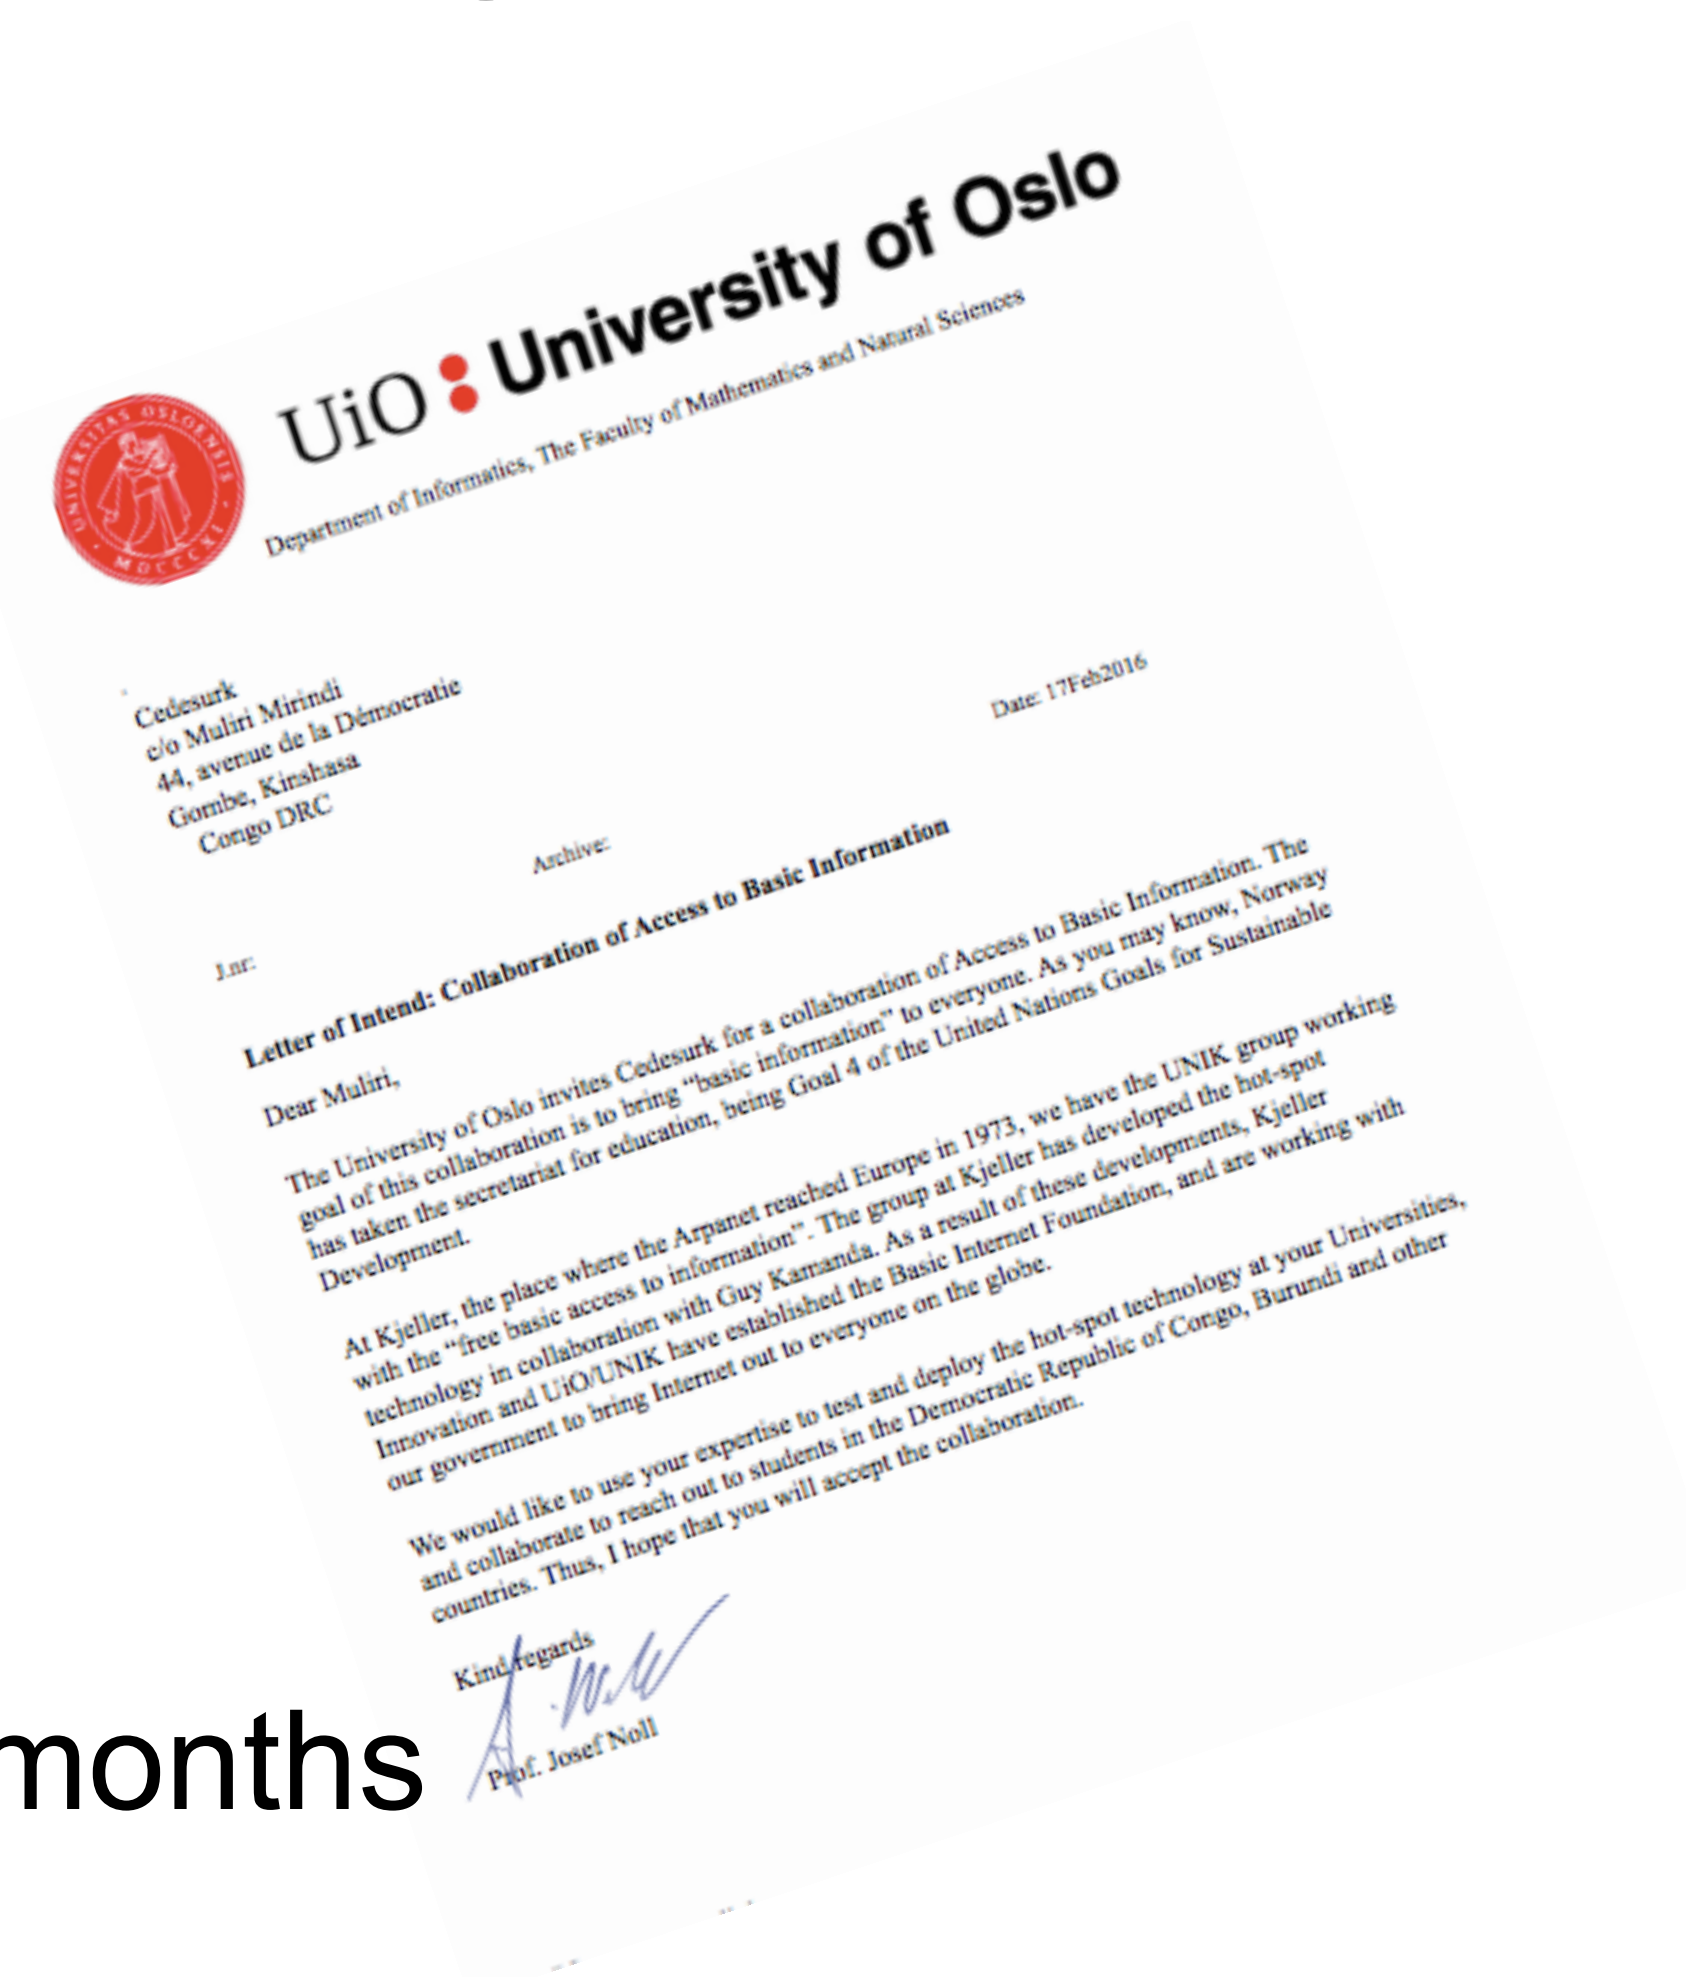 UiO : University of Oslo
Department of Informatics, The Faculty of Mathematics and Natural Sciences
UNIVERSITAS OSLOENSIS
MDCCCXI
Cedesurk
c/o Muliri Mirindi
44, avenue de la Démocratie
Gombe, Kinshasa
Congo DRC
Date: 17Feb2016
J.nr:
Archive:
Letter of Intend: Collaboration of Access to Basic Information
Dear Muliri,
The University of Oslo invites Cedesurk for a collaboration of Access to Basic Information. The
goal of this collaboration is to bring “basic information” to everyone. As you may know, Norway
has taken the secretariat for education, being Goal 4 of the United Nations Goals for Sustainable
Development.
At Kjeller, the place where the Arpanet reached Europe in 1973, we have the UNIK group working
with the “free basic access to information”. The group at Kjeller has developed the hot-spot
technology in collaboration with Guy Kamanda. As a result of these developments, Kjeller
Innovation and UiO/UNIK have established the Basic Internet Foundation, and are working with
our government to bring Internet out to everyone on the globe.
We would like to use your expertise to test and deploy the hot-spot technology at your Universities,
and collaborate to reach out to students in the Democratic Republic of Congo, Burundi and other
countries. Thus, I hope that you will accept the collaboration.
Kind regards
Prof. Josef Noll
months